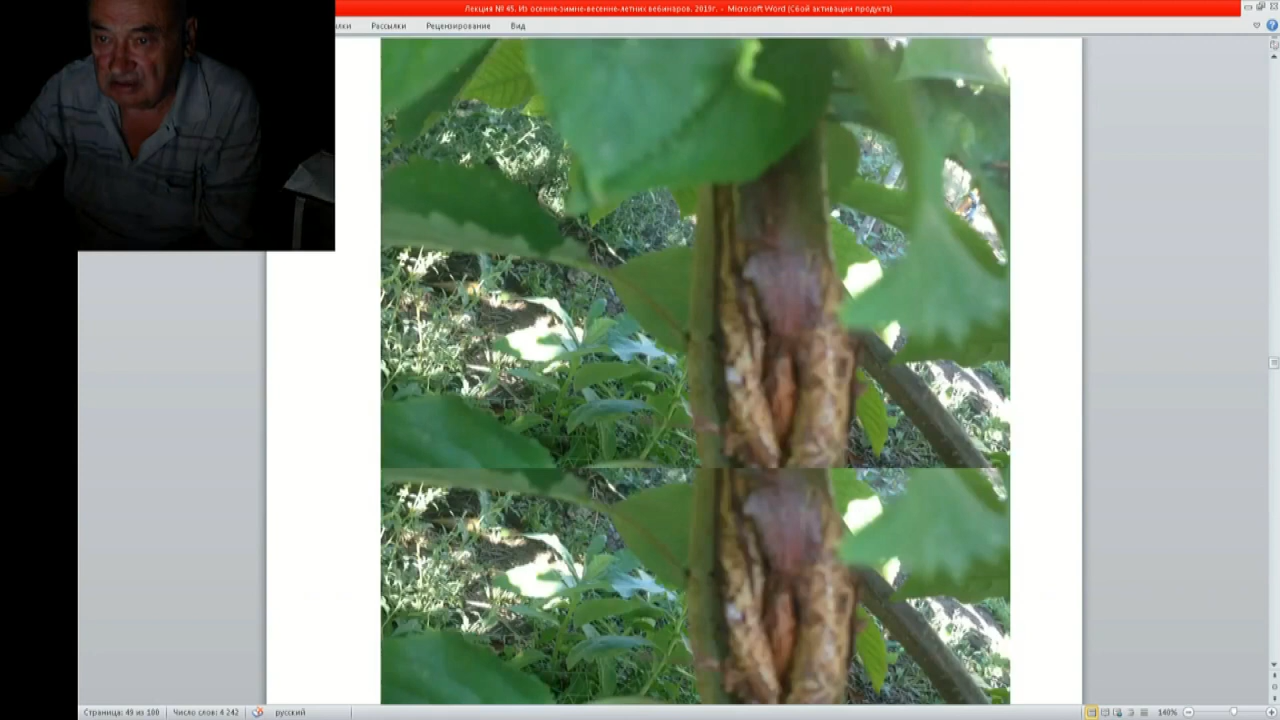 Лекция № 45. Из осенне-зимне-весенне-летних вебинаров. 2019г. - Microsoft Word (Сбой активации продукта)
лки Рассылки Рецензирование Вид
Страница: 49 из 100 Число слов: 4 242 русский 140%